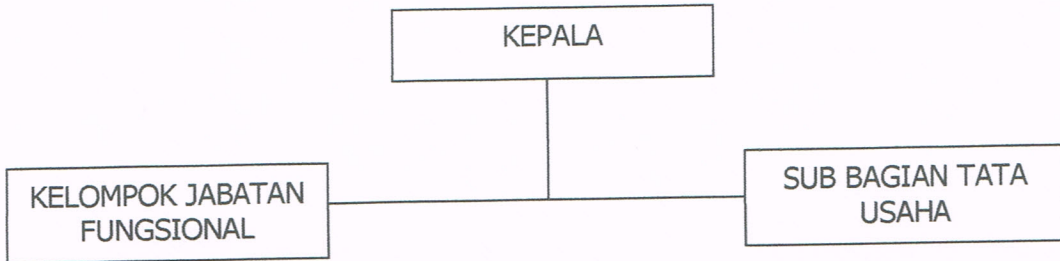 KEPALA
KELOMPOK JABATAN
FUNGSIONAL
SUB BAGIAN TATA
USAHA